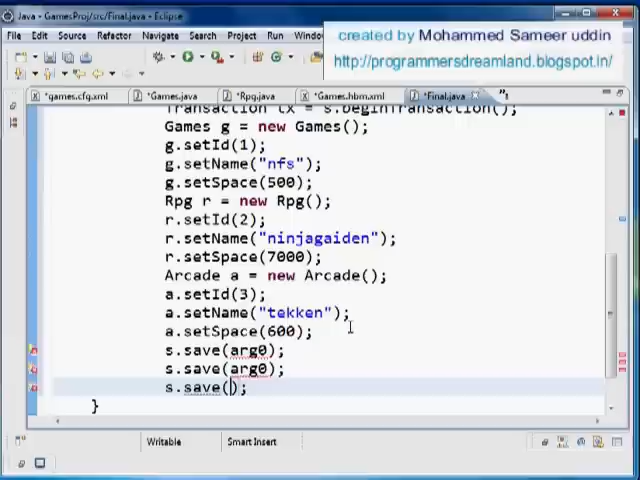 Java - GamesProj/src/Final.java - Eclipse
created by Mohammed Sameer uddin
http://programmersdreamland.blogspot.in/
File Edit Source Refactor Navigate Search Project Run
*games.cfg.xml *Games.java *Rpg.java *Games.hbm.xml *Final.java
Transaction tx = s.beginTransaction();
Games g = new Games();
g.setId(1);
g.setName("nfs");
g.setSpace(500);
Rpg r = new Rpg();
r.setId(2);
r.setName("ninjagaiden");
r.setSpace(7000);
Arcade a = new Arcade();
a.setId(3);
a.setName("tekken");
a.setSpace(600);
s.save(arg0);
s.save(arg0);
s.save();
}
Writable Smart Insert